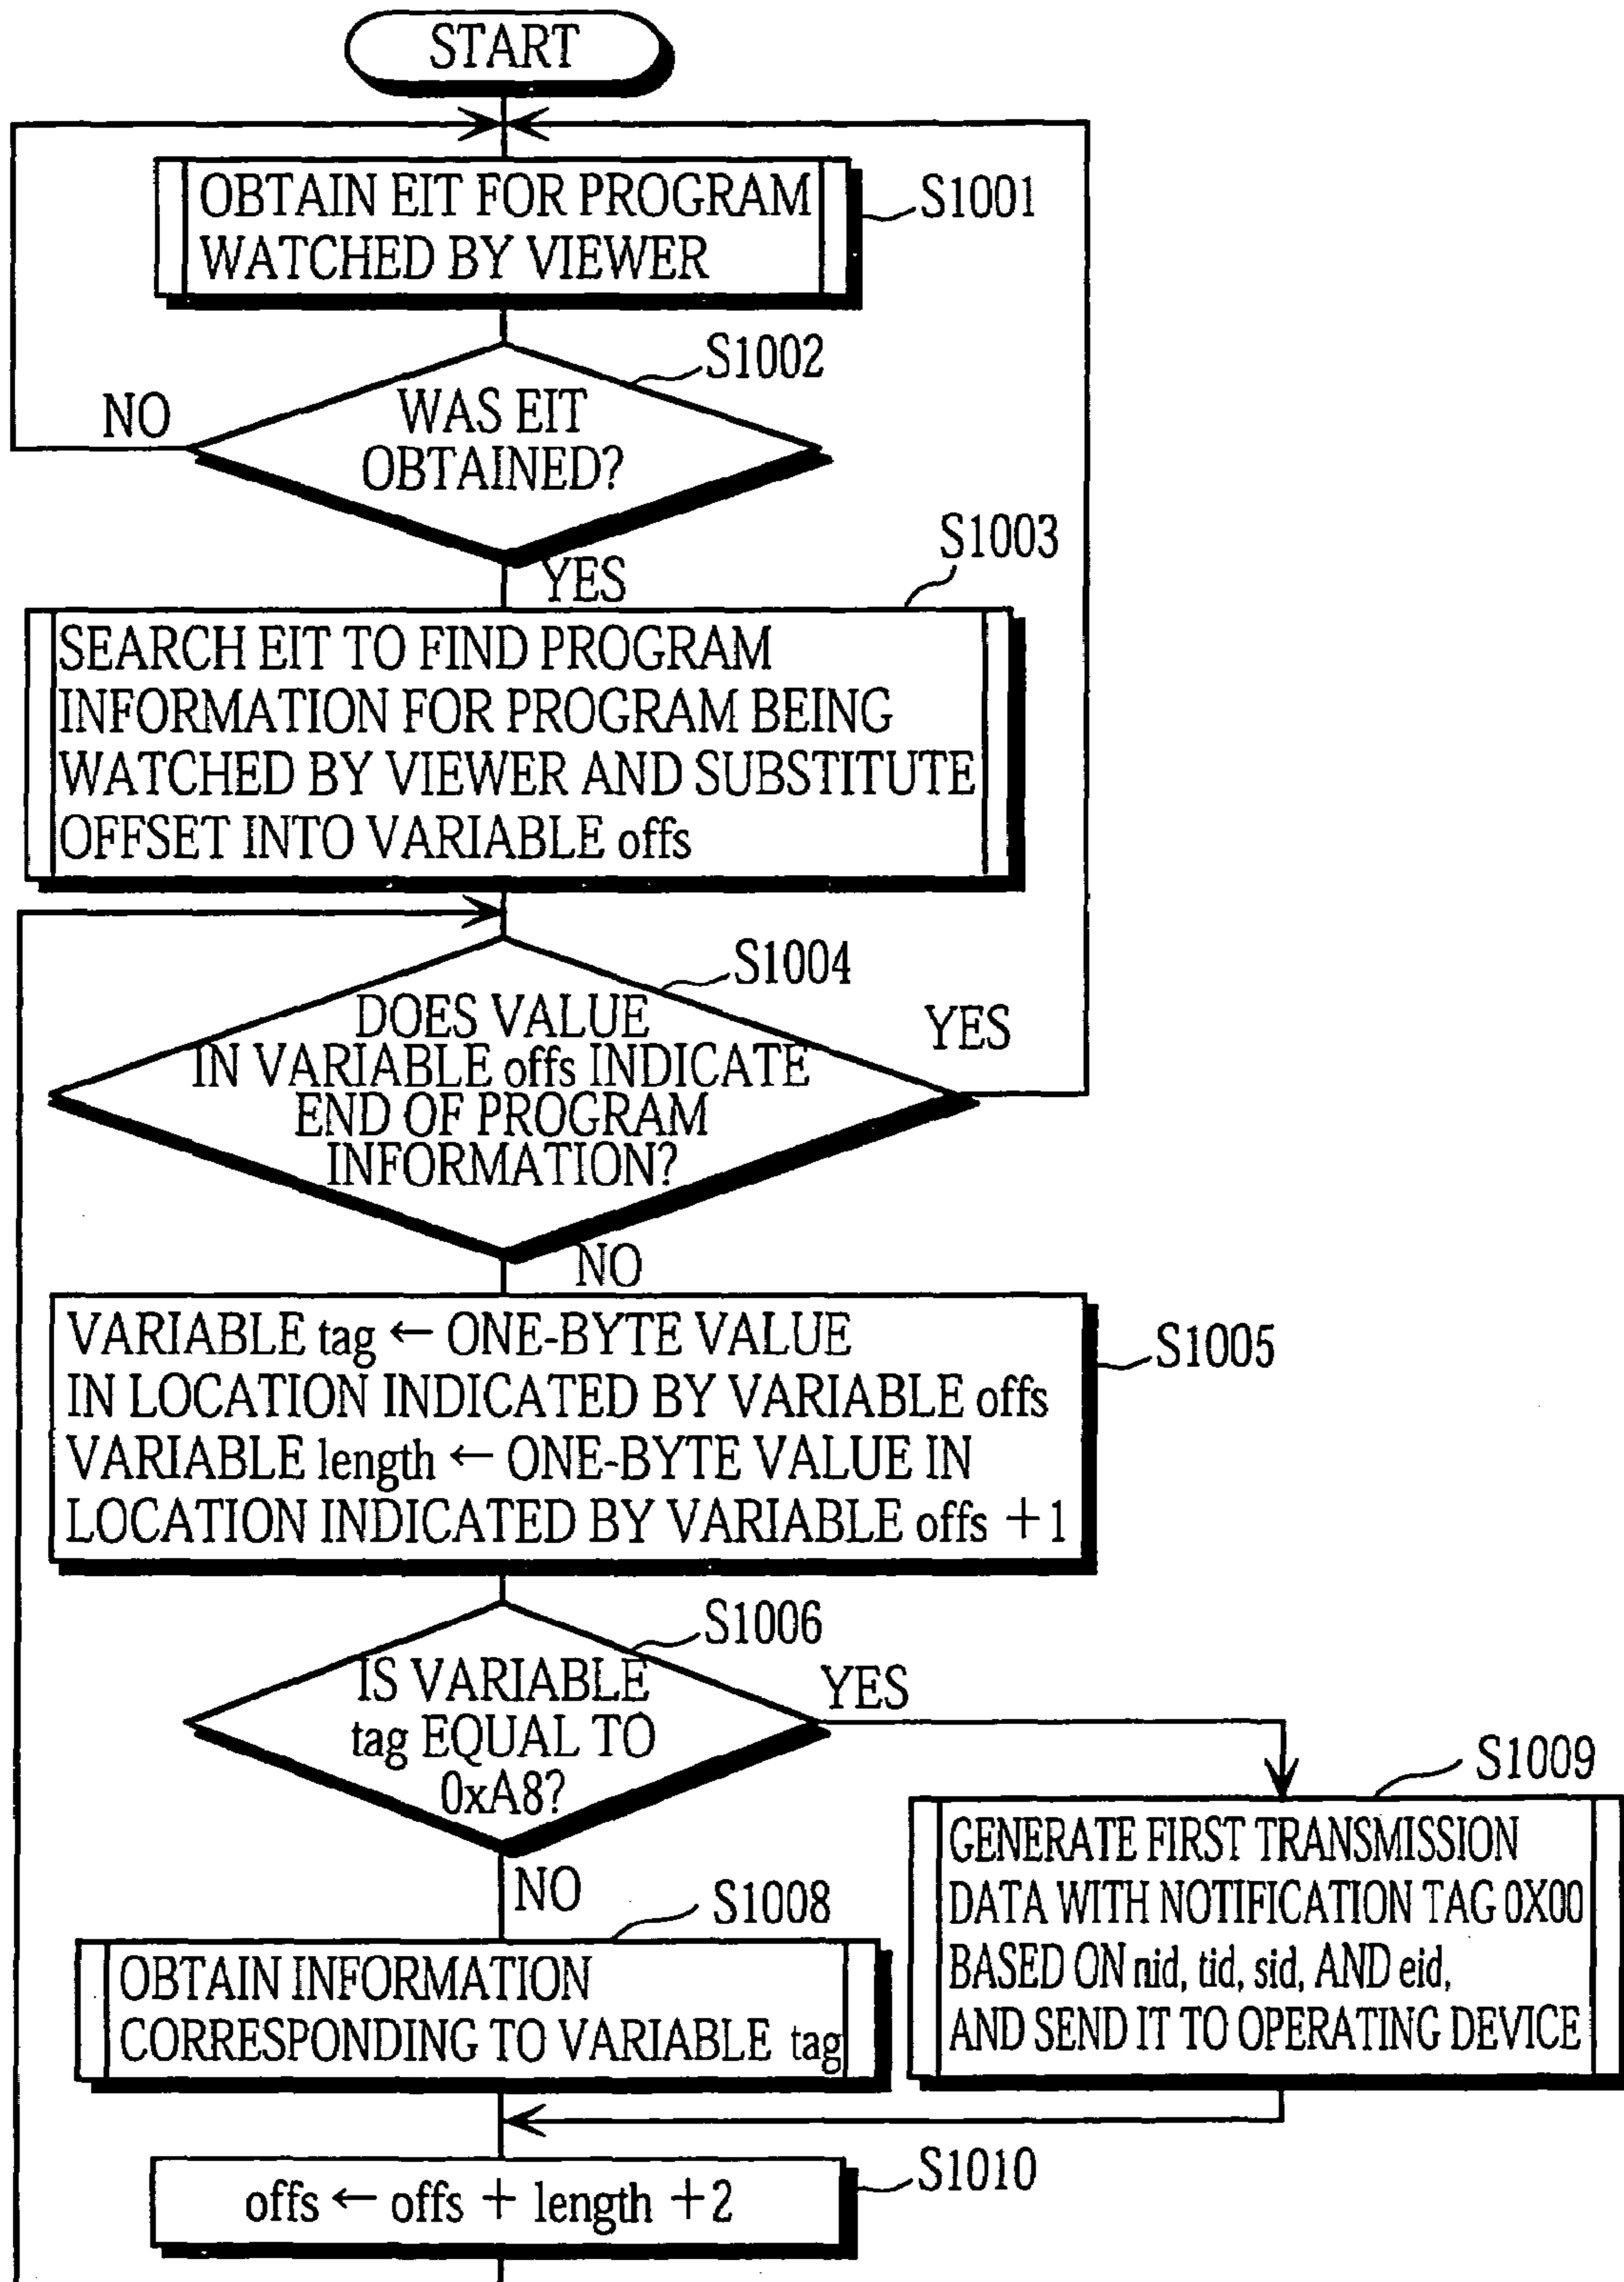 START
OBTAIN EIT FOR PROGRAM
WATCHED BY VIEWER
S1001
S1002
WAS EIT
OBTAINED?
NO
YES
S1003
SEARCH EIT TO FIND PROGRAM
INFORMATION FOR PROGRAM BEING
WATCHED BY VIEWER AND SUBSTITUTE
OFFSET INTO VARIABLE offs
S1004
DOES VALUE
IN VARIABLE offs INDICATE
END OF PROGRAM
INFORMATION?
YES
NO
VARIABLE tag ← ONE-BYTE VALUE
IN LOCATION INDICATED BY VARIABLE offs
VARIABLE length ← ONE-BYTE VALUE IN
LOCATION INDICATED BY VARIABLE offs +1
S1005
S1006
IS VARIABLE
tag EQUAL TO
0xA8?
YES
NO
S1009
GENERATE FIRST TRANSMISSION
DATA WITH NOTIFICATION TAG 0X00
BASED ON nid, tid, sid, AND eid,
AND SEND IT TO OPERATING DEVICE
S1008
OBTAIN INFORMATION
CORRESPONDING TO VARIABLE tag
S1010
offs ← offs + length +2